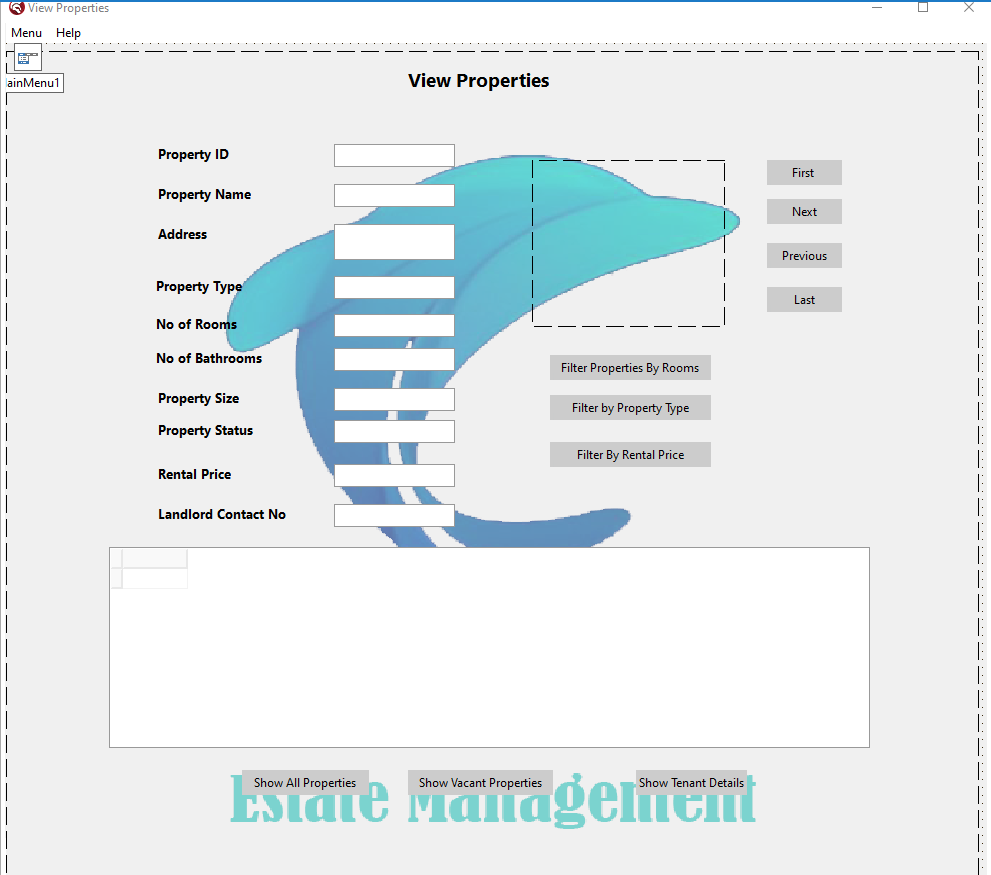 View Properties
Menu Help
ainMenu1
View Properties
Property ID
Property Name
Address
Property Type
No of Rooms
No of Bathrooms
Property Size
Property Status
Rental Price
Landlord Contact No
First
Next
Previous
Last
Filter Properties By Rooms
Filter by Property Type
Filter By Rental Price
Show All Properties
Show Vacant Properties
Show Tenant Details
Estate Management